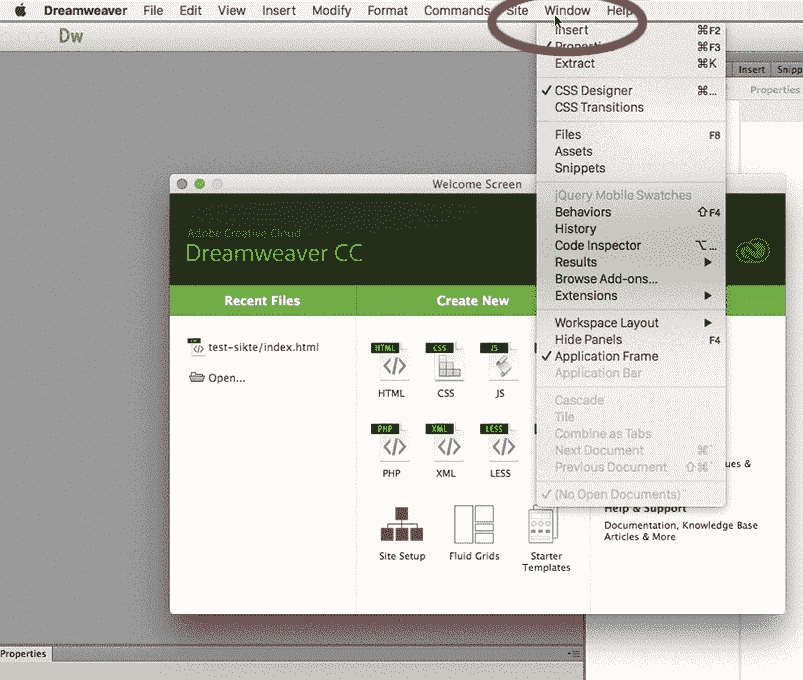 Dreamweaver File Edit View Insert Modify Format Commands Site Window Help
Dw
Insert ⌘F2
✓ Properties ⌘F3
Extract ⌘K
✓ CSS Designer ⌘...
CSS Transitions
Files F8
Assets
Snippets
jQuery Mobile Swatches
Behaviors ⇧F4
History
Code Inspector ⌥...
Results ▶
Browse Add-ons...
Extensions ▶
Workspace Layout ▶
Hide Panels F4
✓ Application Frame
Application Bar
Cascade
Tile
Combine as Tabs
Next Document ⌘`
Previous Document ⇧⌘`
✓ (No Open Documents)
Insert Snipp
Properties
Welcome Screen
Adobe Creative Cloud
Dreamweaver CC
Recent Files
test-sikte/index.html
Open...
Create New
HTML CSS JS
HTML CSS JS
PHP XML LESS
PHP XML LESS
Site Setup Fluid Grids Starter
Templates
ues &
Help & Support
Documentation, Knowledge Base
Articles & More
Properties